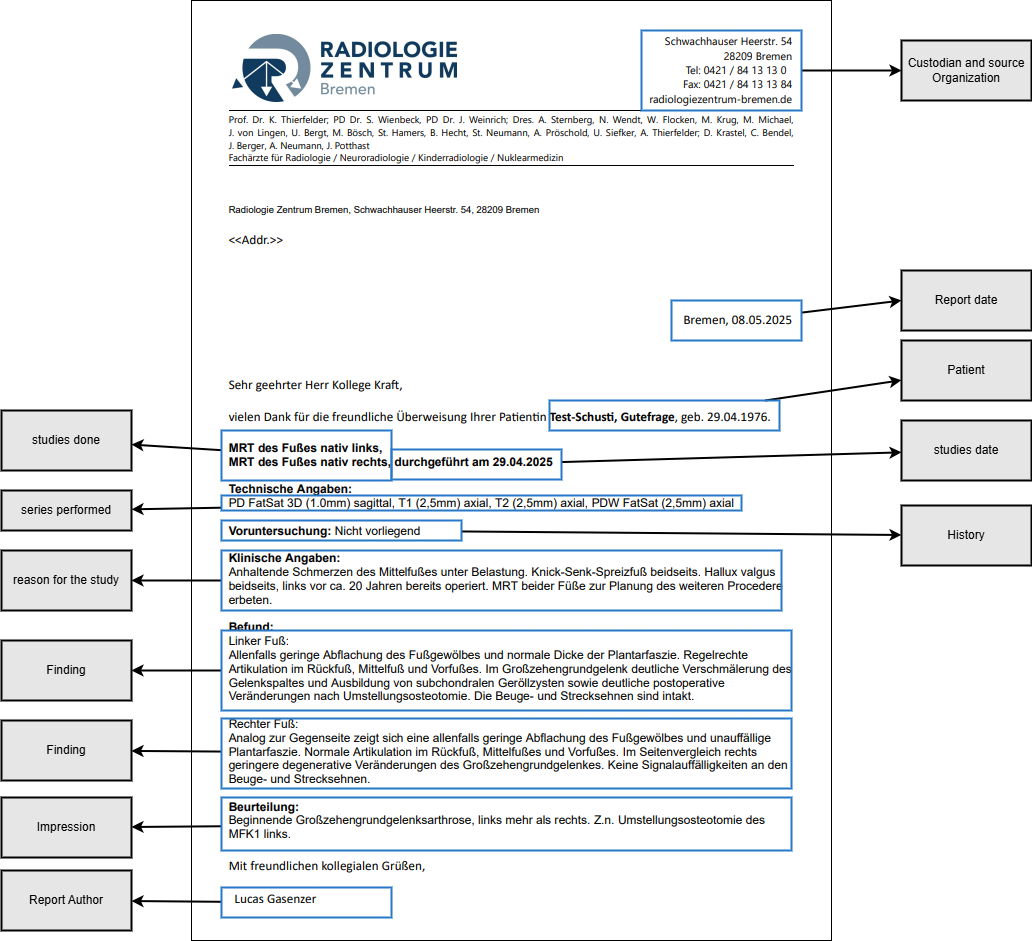 RADIOLOGIE
ZENTRUM
Bremen
Schwachhauser Heerstr. 54
28209 Bremen
Tel: 0421 / 84 13 13 0
Fax: 0421 / 84 13 13 84
radiologiezentrum-bremen.de
Custodian and source
Organization
Prof. Dr. K. Thierfelder; PD Dr. S. Wienbeck, PD Dr. J. Weinrich; Dres. A. Sternberg, N. Wendt, W. Flocken, M. Krug, M. Michael,
J. von Lingen, U. Bergt, M. Bösch, St. Hamers, B. Hecht, St. Neumann, A. Pröschold, U. Siefker, A. Thierfelder; D. Krastel, C. Bendel,
J. Berger, A. Neumann, J. Potthast
Fachärzte für Radiologie / Neuroradiologie / Kinderradiologie / Nuklearmedizin
Radiologie Zentrum Bremen, Schwachhauser Heerstr. 54, 28209 Bremen
<<Addr.>>
Bremen, 08.05.2025
Report date
Sehr geehrter Herr Kollege Kraft,
Patient
vielen Dank für die freundliche Überweisung Ihrer Patientin Test-Schusti, Gutefrage, geb. 29.04.1976.
studies done
MRT des Fußes nativ links,
MRT des Fußes nativ rechts, durchgeführt am 29.04.2025
studies date
Technische Angaben:
series performed
PD FatSat 3D (1.0mm) sagittal, T1 (2,5mm) axial, T2 (2,5mm) axial, PDW FatSat (2,5mm) axial
Voruntersuchung: Nicht vorliegend
History
reason for the study
Klinische Angaben:
Anhaltende Schmerzen des Mittelfußes unter Belastung. Knick-Senk-Spreizfuß beidseits. Hallux valgus
beidseits, links vor ca. 20 Jahren bereits operiert. MRT beider Füße zur Planung des weiteren Procedere
erbeten.
Befund:
Finding
Linker Fuß:
Allenfalls geringe Abflachung des Fußgewölbes und normale Dicke der Plantarfaszie. Regelrechte
Artikulation im Rückfuß, Mittelfuß und Vorfußes. Im Großzehengrundgelenk deutliche Verschmälerung des
Gelenkspaltes und Ausbildung von subchondralen Geröllzysten sowie deutliche postoperative
Veränderungen nach Umstellungsosteotomie. Die Beuge- und Strecksehnen sind intakt.
Finding
Rechter Fuß:
Analog zur Gegenseite zeigt sich eine allenfalls geringe Abflachung des Fußgewölbes und unauffällige
Plantarfaszie. Normale Artikulation im Rückfuß, Mittelfußes und Vorfußes. Im Seitenvergleich rechts
geringere degenerative Veränderungen des Großzehengrundgelenkes. Keine Signalauffälligkeiten an den
Beuge- und Strecksehnen.
Impression
Beurteilung:
Beginnende Großzehengrundgelenksarthrose, links mehr als rechts. Z.n. Umstellungsosteotomie des
MFK1 links.
Mit freundlichen kollegialen Grüßen,
Report Author
Lucas Gasenzer